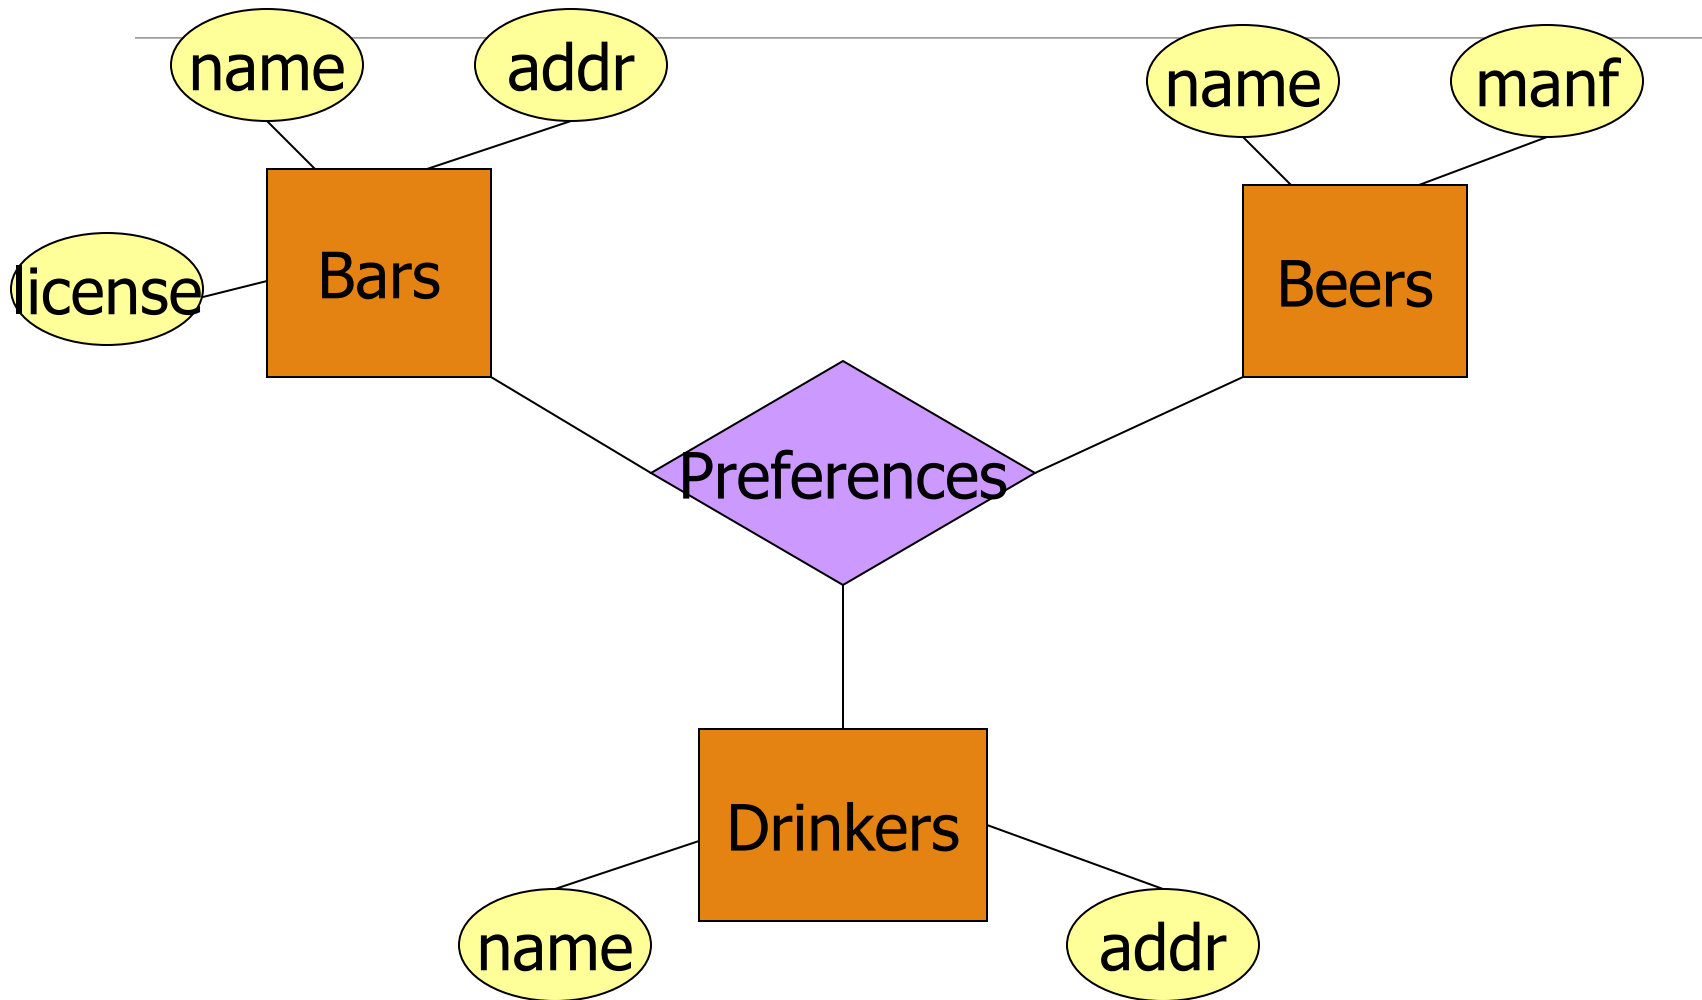 name
addr
name
manf
license
Bars
Beers
Preferences
Drinkers
name
addr